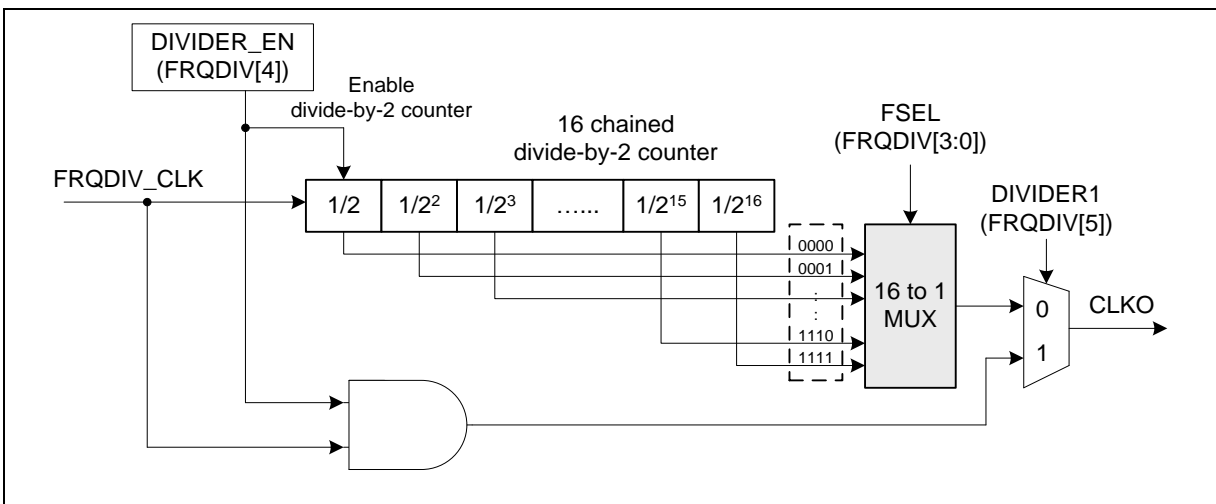 DIVIDER_EN
(FRQDIV[4])
Enable
divide-by-2 counter
16 chained
divide-by-2 counter
FSEL
(FRQDIV[3:0])
FRQDIV_CLK
DIVIDER1
(FRQDIV[5])
1/2
1/2²
1/2³
…...
1/2¹⁵
1/2¹⁶
0000
0001
:
:
1110
1111
16 to 1
MUX
0
1
CLKO